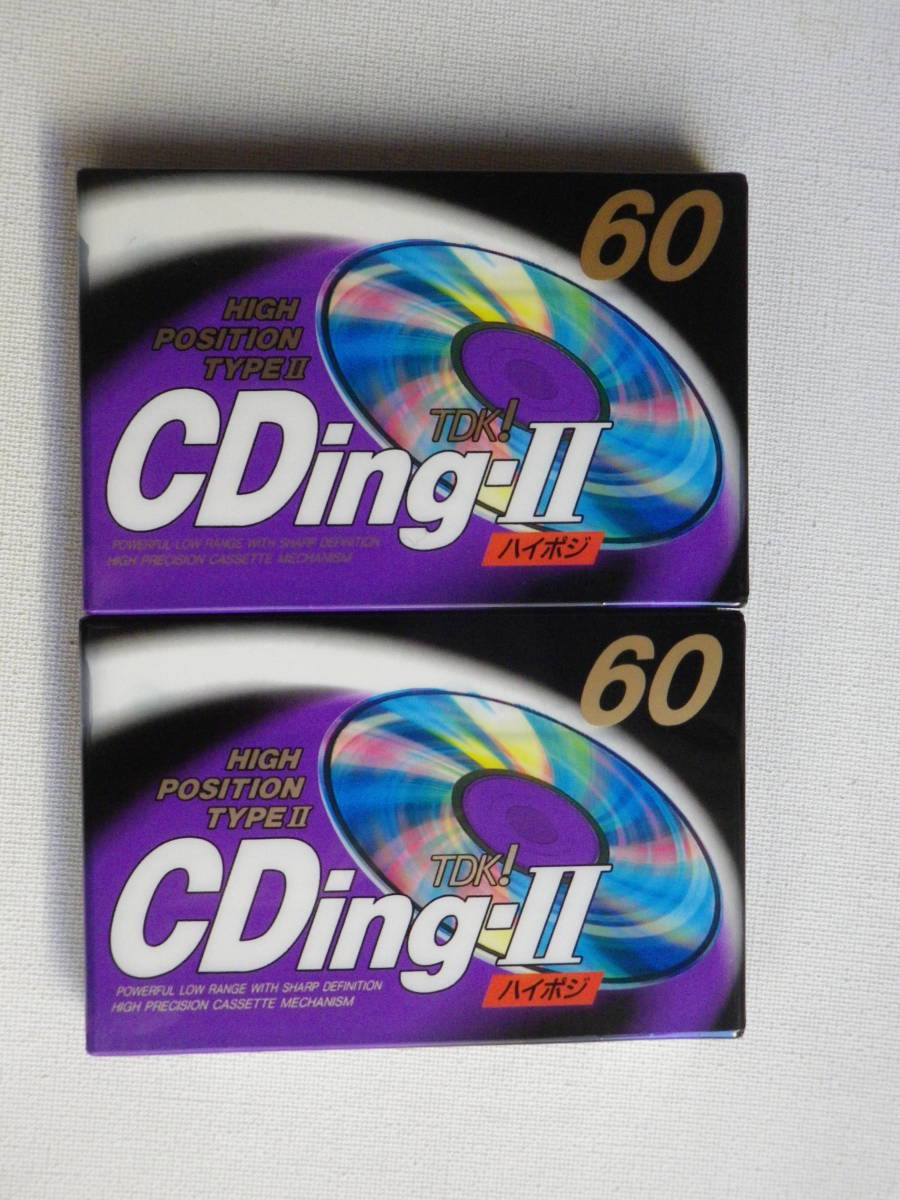 60
HIGH
POSITION
TYPE II
TDK!
CDing-II
ハイポジ
POWERFUL LOW RANGE WITH SHARP DEFINITION
HIGH PRECISION CASSETTE MECHANISM
60
HIGH
POSITION
TYPE II
TDK!
CDing-II
ハイポジ
POWERFUL LOW RANGE WITH SHARP DEFINITION
HIGH PRECISION CASSETTE MECHANISM